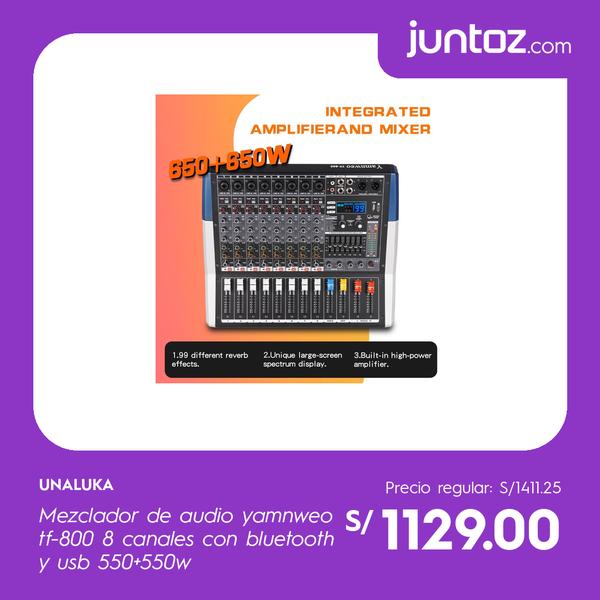 juntoz.com
INTEGRATED
AMPLIFIERAND MIXER
650+650W
Yamnweo
99
1.99 different reverb
effects.
2.Unique large-screen
spectrum display.
3.Built-in high-power
amplifier.
UNALUKA
Mezclador de audio yamnweo
tf-800 8 canales con bluetooth
y usb 550+550w
Precio regular: S/1411.25
S/ 1129.00